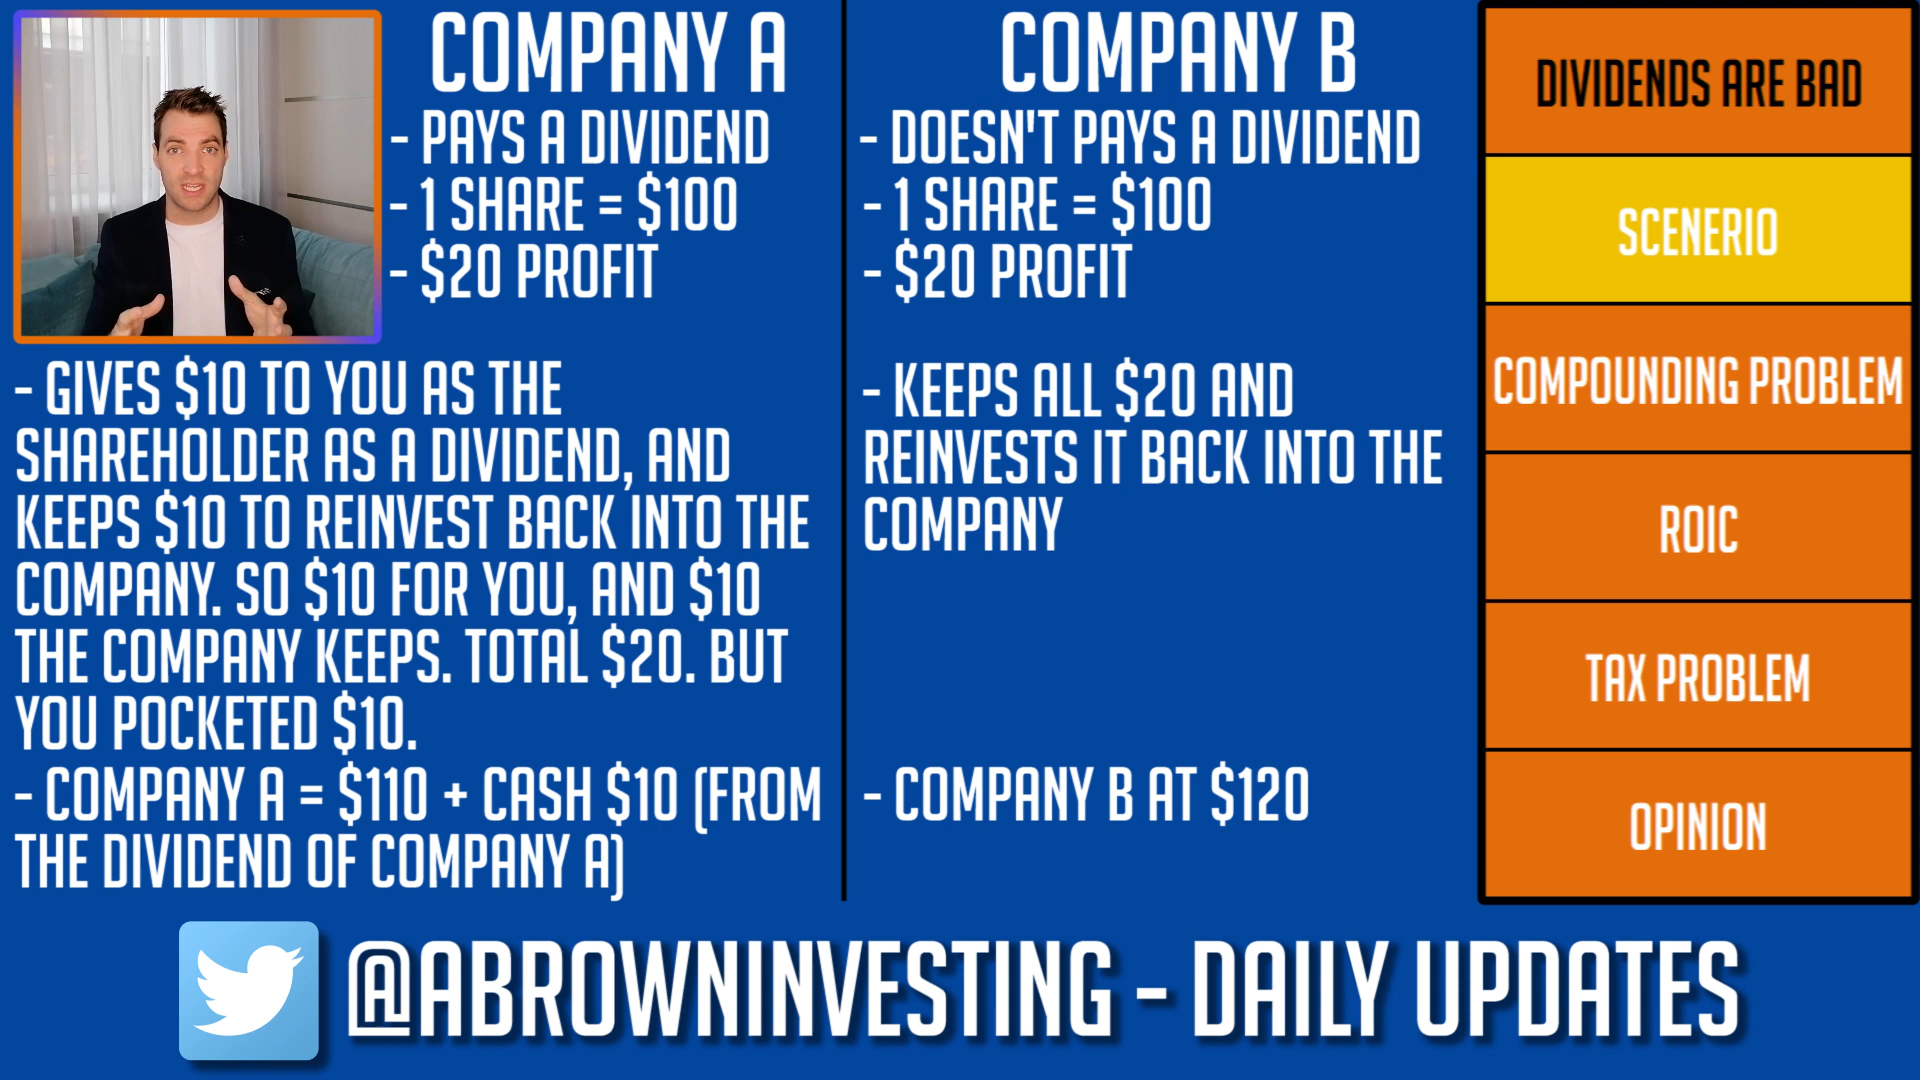 COMPANY A
- PAYS A DIVIDEND
- 1 SHARE = $100
- $20 PROFIT
- GIVES $10 TO YOU AS THE
SHAREHOLDER AS A DIVIDEND, AND
KEEPS $10 TO REINVEST BACK INTO THE
COMPANY. SO $10 FOR YOU, AND $10
THE COMPANY KEEPS. TOTAL $20. BUT
YOU POCKETED $10.
- COMPANY A = $110 + CASH $10 (FROM
THE DIVIDEND OF COMPANY A)
COMPANY B
- DOESN'T PAYS A DIVIDEND
- 1 SHARE = $100
- $20 PROFIT
- KEEPS ALL $20 AND
REINVESTS IT BACK INTO THE
COMPANY
- COMPANY B AT $120
DIVIDENDS ARE BAD
SCENERIO
COMPOUNDING PROBLEM
ROIC
TAX PROBLEM
OPINION
@ABROWNINVESTING - DAILY UPDATES